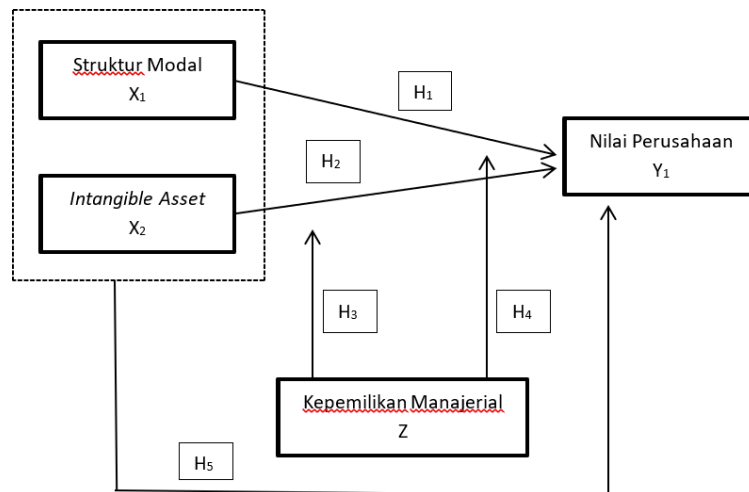 Struktur Modal
X₁
H₁
Nilai Perusahaan
Y₁
H₂
Intangible Asset
X₂
H₃
H₄
Kepemilikan Manajerial
Z
H₅